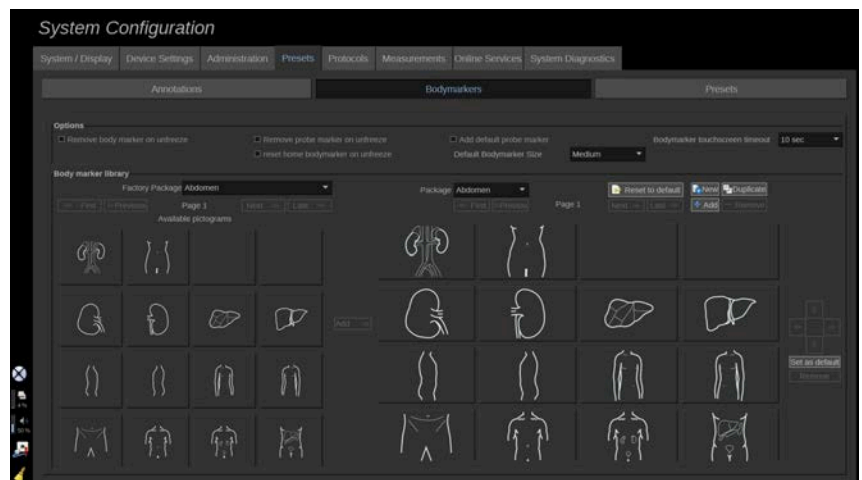 System Configuration
System / Display Device Settings Administration Presets Protocols Measurements Online Services System Diagnostics
Annotations Bodymarkers Presets
Options
Remove body marker on unfreeze Remove probe marker on unfreeze Add default probe marker Bodymarker touchscreen timeout 10 sec
reset home bodymarker on unfreeze Default Bodymarker Size Medium
Body marker library
Factory Package Abdomen Package Abdomen Reset to default New Duplicate
First Previous Page 1 Next Last First Previous Page 1 Next Last Add Remove
Available pictograms
Add
Set as default
Remove